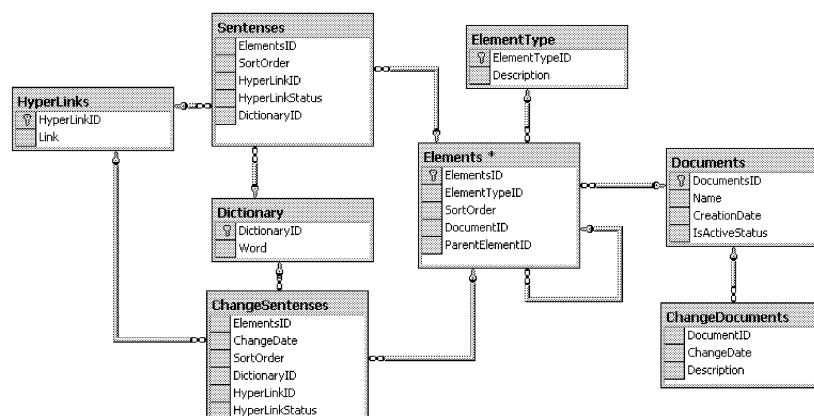 Sentenses
ElementsID
SortOrder
HyperLinkID
HyperLinkStatus
DictionaryID
ElementType
ElementTypeID
Description
HyperLinks
HyperLinkID
Link
Elements *
ElementsID
ElementTypeID
SortOrder
DocumentID
ParentElementID
Documents
DocumentsID
Name
CreationDate
IsActiveStatus
Dictionary
DictionaryID
Word
ChangeSentenses
ElementsID
ChangeDate
SortOrder
DictionaryID
HyperLinkID
HyperLinkStatus
ChangeDocuments
DocumentID
ChangeDate
Description